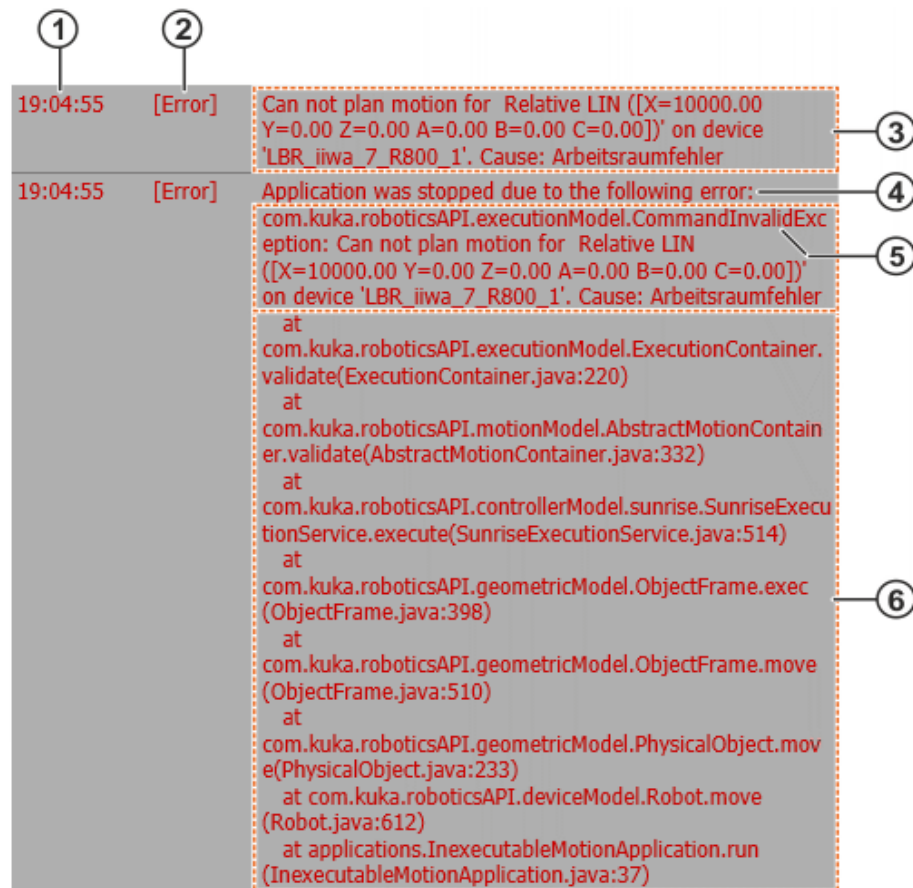 1 2
19:04:55 [Error] Can not plan motion for Relative LIN ([X=10000.00
Y=0.00 Z=0.00 A=0.00 B=0.00 C=0.00])' on device
'LBR_iiwa_7_R800_1'. Cause: Arbeitsraumfehler
3
19:04:55 [Error] Application was stopped due to the following error:
4
com.kuka.roboticsAPI.executionModel.CommandInvalidExc
eption: Can not plan motion for Relative LIN
5
([X=10000.00 Y=0.00 Z=0.00 A=0.00 B=0.00 C=0.00])'
on device 'LBR_iiwa_7_R800_1'. Cause: Arbeitsraumfehler
at
com.kuka.roboticsAPI.executionModel.ExecutionContainer.
validate(ExecutionContainer.java:220)
at
com.kuka.roboticsAPI.motionModel.AbstractMotionContain
er.validate(AbstractMotionContainer.java:332)
at
com.kuka.roboticsAPI.controllerModel.sunrise.SunriseExecu
tionService.execute(SunriseExecutionService.java:514)
at
com.kuka.roboticsAPI.geometricModel.ObjectFrame.exec
6
(ObjectFrame.java:398)
at
com.kuka.roboticsAPI.geometricModel.ObjectFrame.move
(ObjectFrame.java:510)
at
com.kuka.roboticsAPI.geometricModel.PhysicalObject.mov
e(PhysicalObject.java:233)
at com.kuka.roboticsAPI.deviceModel.Robot.move
(Robot.java:612)
at applications.InexecutableMotionApplication.run
(InexecutableMotionApplication.java:37)